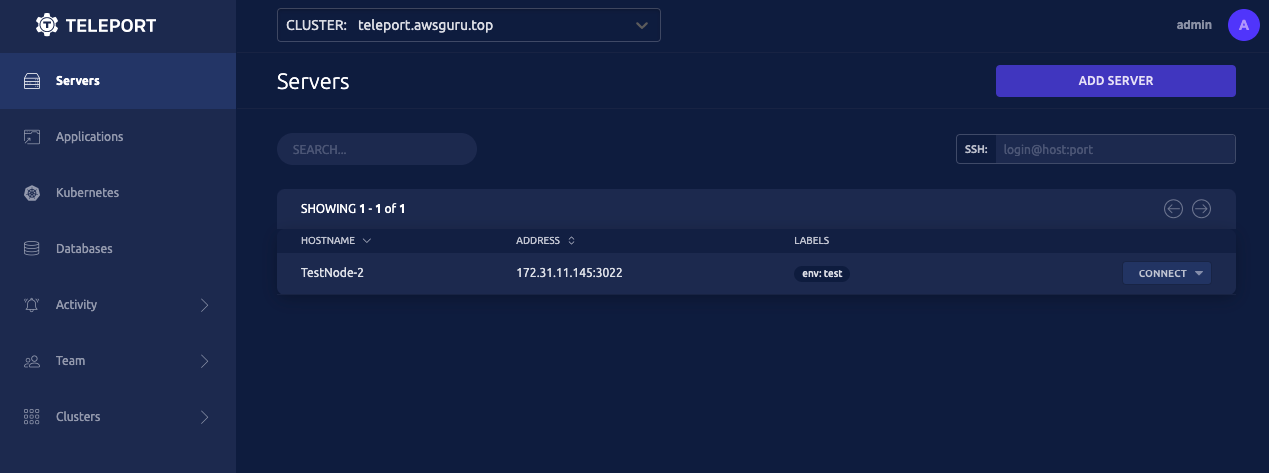 TELEPORT
CLUSTER: teleport.awsguru.top
admin
A
Servers
Applications
Kubernetes
Databases
Activity
Team
Clusters
Servers
ADD SERVER
SEARCH...
SSH: login@host:port
SHOWING 1 - 1 of 1
HOSTNAME ADDRESS LABELS
TestNode-2 172.31.11.145:3022 env: test CONNECT